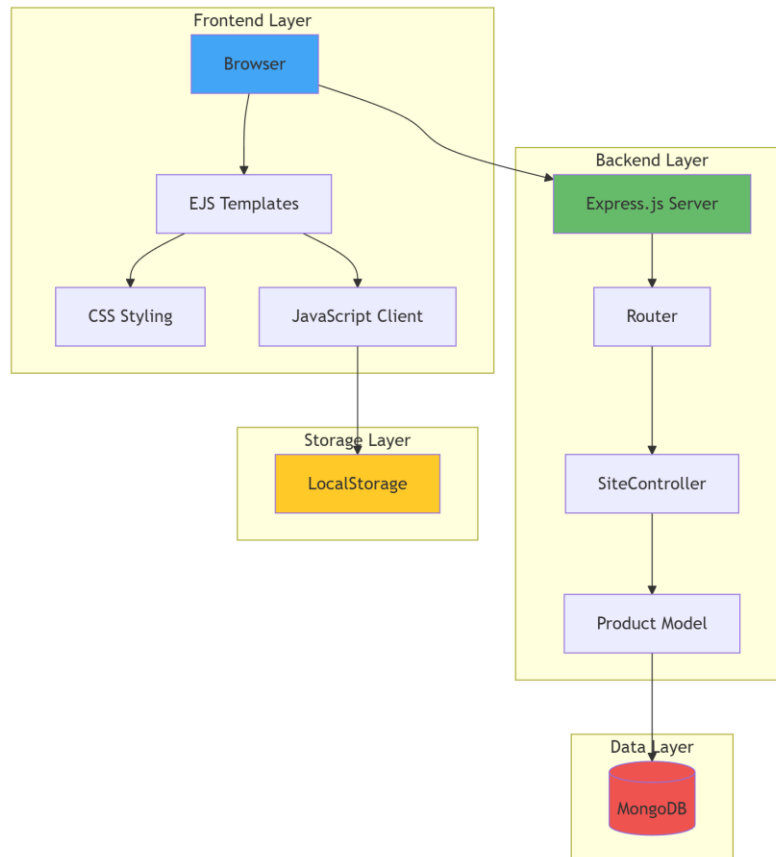 Frontend Layer
Browser
EJS Templates
CSS Styling
JavaScript Client
Storage Layer
LocalStorage
Backend Layer
Express.js Server
Router
SiteController
Product Model
Data Layer
MongoDB